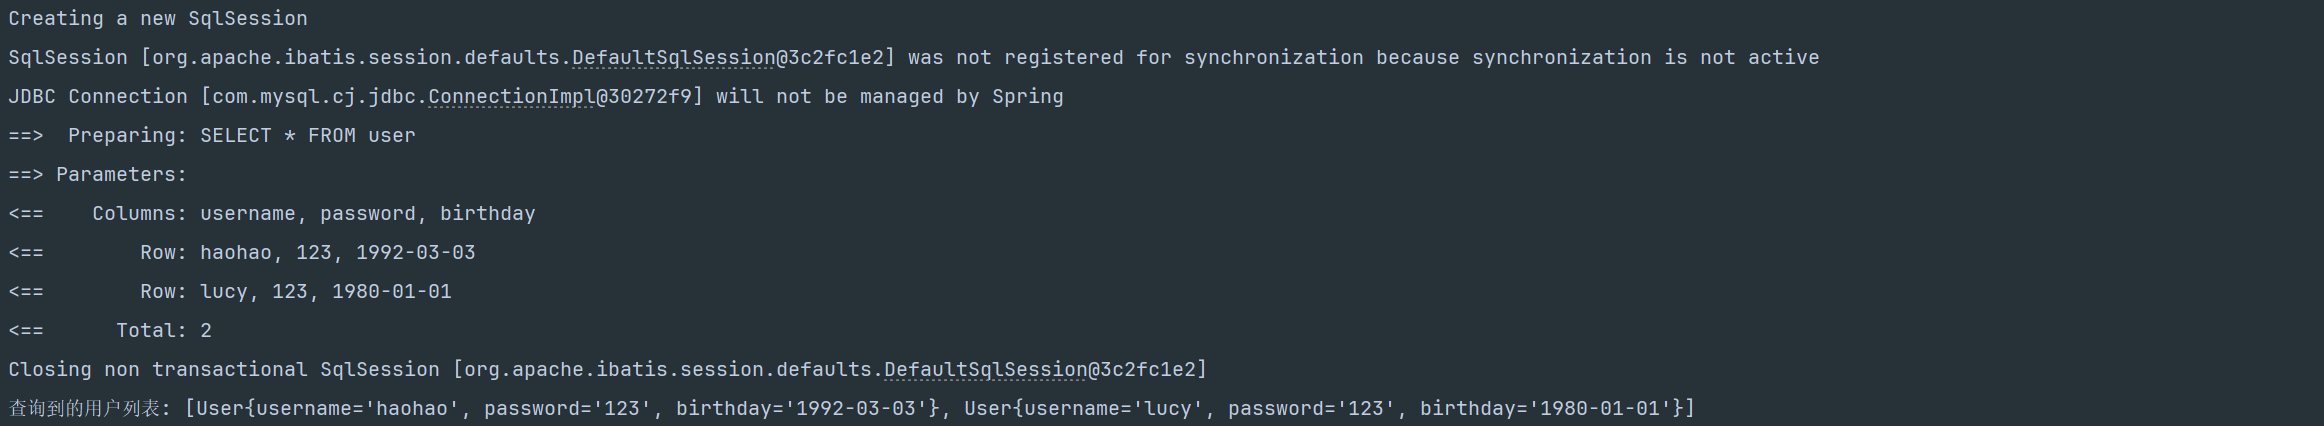 Creating a new SqlSession
SqlSession [org.apache.ibatis.session.defaults.DefaultSqlSession@3c2fc1e2] was not registered for synchronization because synchronization is not active
JDBC Connection [com.mysql.cj.jdbc.ConnectionImpl@30272f9] will not be managed by Spring
==>  Preparing: SELECT * FROM user
==> Parameters:
<==    Columns: username, password, birthday
<==        Row: haohao, 123, 1992-03-03
<==        Row: lucy, 123, 1980-01-01
<==      Total: 2
Closing non transactional SqlSession [org.apache.ibatis.session.defaults.DefaultSqlSession@3c2fc1e2]
查询到的用户列表: [User{username='haohao', password='123', birthday='1992-03-03'}, User{username='lucy', password='123', birthday='1980-01-01'}]